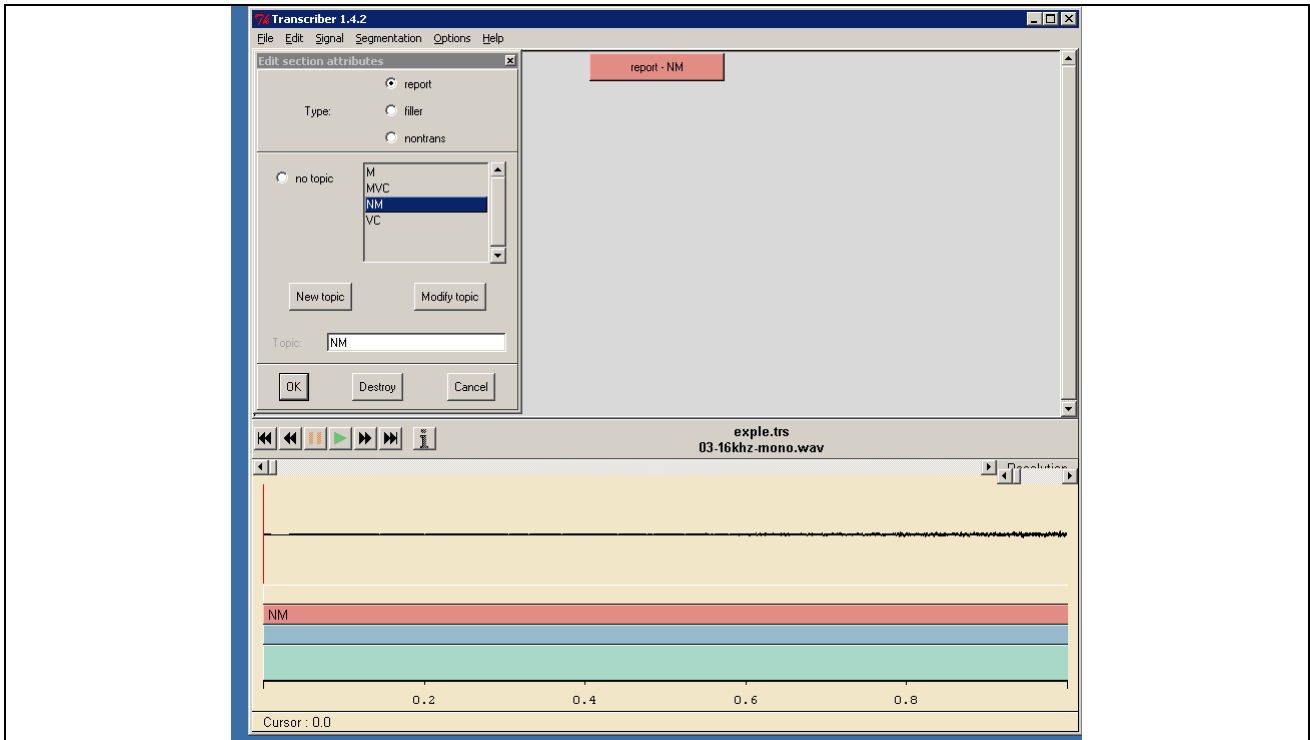 Transcriber 1.4.2
File Edit Signal Segmentation Options Help
Edit section attributes
report - NM
report
Type:
filler
nontrans
no topic
M
MVC
NM
VC
New topic
Modify topic
Topic:
NM
OK
Destroy
Cancel
exple.trs
03-16khz-mono.wav
Resolution
NM
0.2 0.4 0.6 0.8
Cursor : 0.0